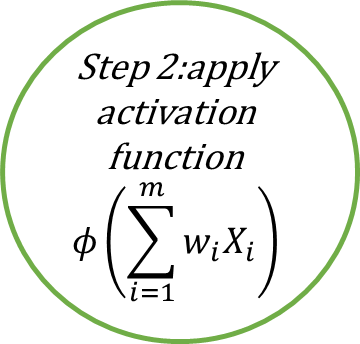 Step 2:apply
activation
function
ϕ(∑_{i=1}^{m} w_i X_i)